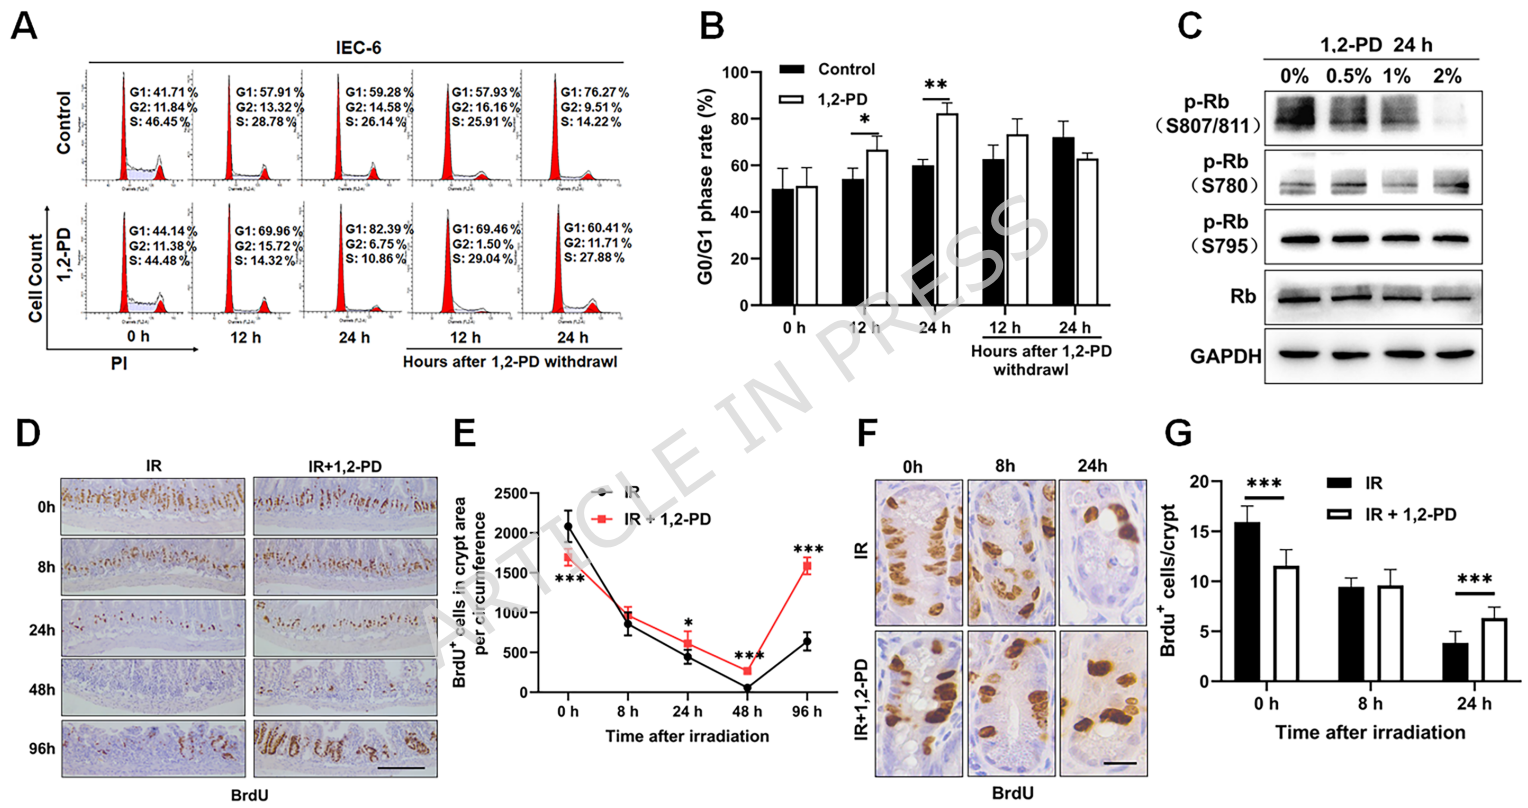 A
IEC-6
Control
G1: 41.71 %
G2: 11.84 %
S: 46.45 %
G1: 57.91 %
G2: 13.32 %
S: 28.78 %
G1: 59.28 %
G2: 14.58 %
S: 26.14 %
G1: 57.93 %
G2: 16.16 %
S: 25.91 %
G1: 76.27 %
G2: 9.51 %
S: 14.22 %
1,2-PD
G1: 44.14 %
G2: 11.38 %
S: 44.48 %
G1: 69.96 %
G2: 15.72 %
S: 14.32 %
G1: 82.39 %
G2: 6.75 %
S: 10.86 %
G1: 69.46 %
G2: 1.50 %
S: 29.04 %
G1: 60.41 %
G2: 11.71 %
S: 27.88 %
Cell Count
0 h
12 h
24 h
12 h
24 h
PI
Hours after 1,2-PD withdrawl
B
G0/G1 phase rate (%)
100
80
60
40
20
0
Control
1,2-PD
*
**
0 h
12 h
24 h
12 h
24 h
Hours after 1,2-PD
withdrawl
C
1,2-PD 24 h
0%
0.5%
1%
2%
p-Rb
（S807/811）
p-Rb
（S780）
p-Rb
（S795）
Rb
GAPDH
D
IR
IR+1,2-PD
0h
8h
24h
48h
96h
BrdU
E
BrdU+ cells in crypt area
per circumference
2500
2000
1500
1000
500
0
IR
IR + 1,2-PD
***
*
***
***
0 h
8 h
24 h
48 h
96 h
Time after irradiation
F
0h
8h
24h
IR
IR+1,2-PD
BrdU
G
Brdu+ cells/crypt
20
15
10
5
0
IR
IR + 1,2-PD
***
***
0 h
8 h
24 h
Time after irradiation
ARTICLE IN PRESS